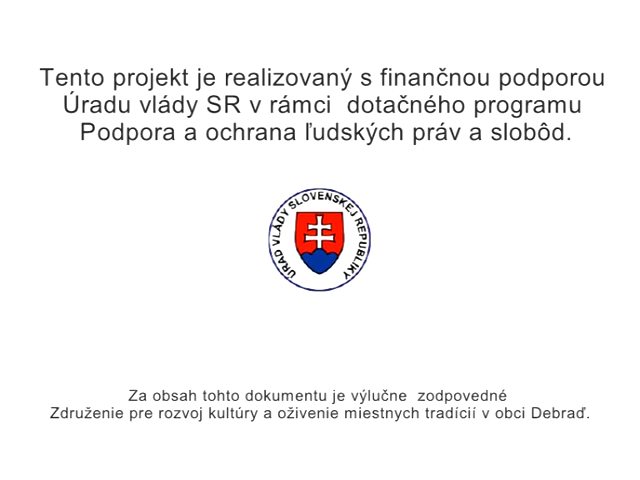 Tento projekt je realizovaný s finančnou podporou
Úradu vlády SR v rámci  dotačného programu
Podpora a ochrana ľudských práv a slobôd.
ÚRAD VLÁDY SLOVENSKEJ REPUBLIKY
Za obsah tohto dokumentu je výlučne  zodpovedné
Združenie pre rozvoj kultúry a oživenie miestnych tradícií v obci Debraď.